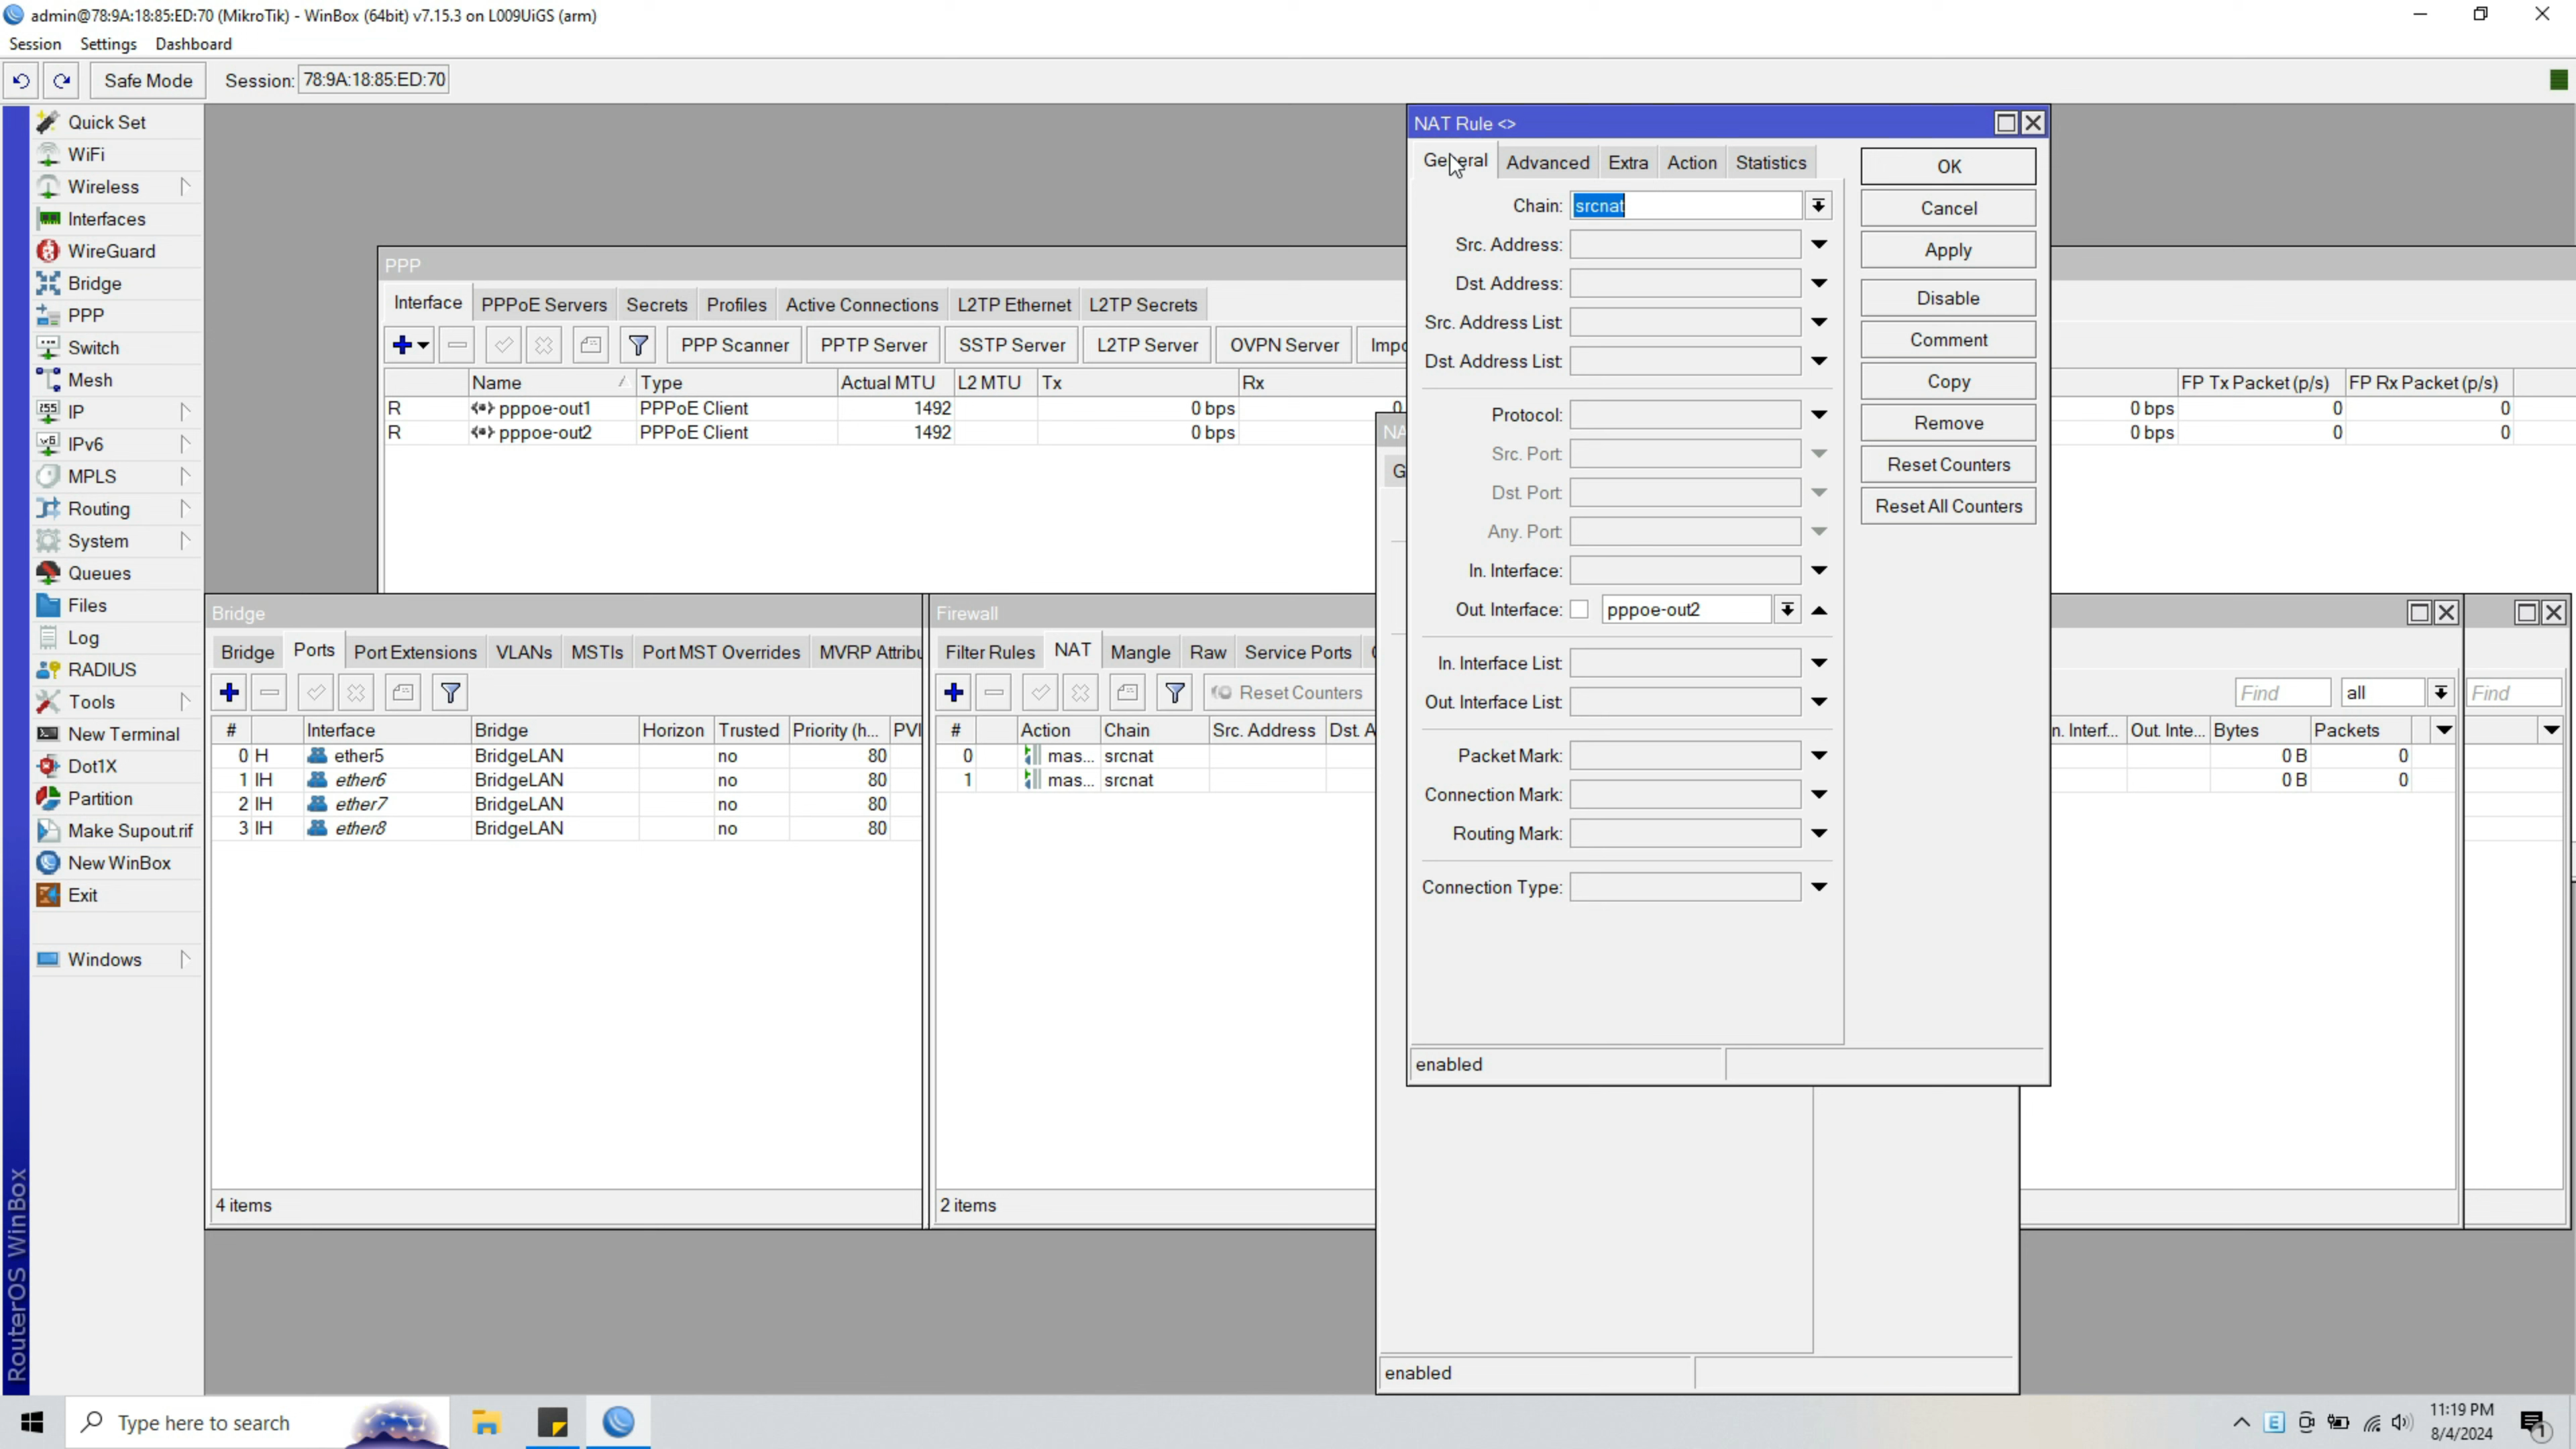 admin@78:9A:18:85:ED:70 (MikroTik) - WinBox (64bit) v7.15.3 on L009UiGS (arm)
Session Settings Dashboard
Safe Mode Session: 78:9A:18:85:ED:70
Quick Set
WiFi
Wireless
Interfaces
WireGuard
Bridge
PPP
Switch
Mesh
IP
IPv6
MPLS
Routing
System
Queues
Files
Log
RADIUS
Tools
New Terminal
Dot1X
Partition
Make Supout.rif
New WinBox
Exit
Windows
RouterOS WinBox
PPP
Interface PPPoE Servers Secrets Profiles Active Connections L2TP Ethernet L2TP Secrets
PPP Scanner PPTP Server SSTP Server L2TP Server OVPN Server Impo
Name Type Actual MTU L2 MTU Tx Rx FP Tx Packet (p/s) FP Rx Packet (p/s)
R pppoe-out1 PPPoE Client 1492 0 bps 0 0 bps 0 0
R pppoe-out2 PPPoE Client 1492 0 bps 0 bps 0 0
Bridge
Bridge Ports Port Extensions VLANs MSTIs Port MST Overrides MVRP Attribu
# Interface Bridge Horizon Trusted Priority (h... PVI
0 H ether5 BridgeLAN no 80
1 IH ether6 BridgeLAN no 80
2 IH ether7 BridgeLAN no 80
3 IH ether8 BridgeLAN no 80
4 items
Firewall
Filter Rules NAT Mangle Raw Service Ports
Reset Counters Find all Find
# Action Chain Src. Address Dst. A n. Interf... Out. Inte... Bytes Packets
0 mas... srcnat 0 B 0
1 mas... srcnat 0 B 0
2 items
NA
G
enabled
NAT Rule <>
General Advanced Extra Action Statistics
Chain: srcnat
Src. Address:
Dst. Address:
Src. Address List:
Dst. Address List:
Protocol:
Src. Port:
Dst. Port:
Any. Port:
In. Interface:
Out. Interface: pppoe-out2
In. Interface List:
Out. Interface List:
Packet Mark:
Connection Mark:
Routing Mark:
Connection Type:
OK
Cancel
Apply
Disable
Comment
Copy
Remove
Reset Counters
Reset All Counters
enabled
Type here to search
11:19 PM
8/4/2024
1